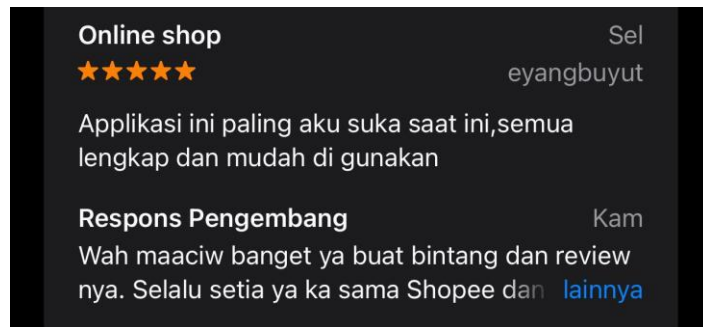 Online shop
Sel
★★★★★
eyangbuyut
Applikasi ini paling aku suka saat ini,semua
lengkap dan mudah di gunakan
Respons Pengembang
Kam
Wah maaciw banget ya buat bintang dan review
nya. Selalu setia ya ka sama Shopee dan lainnya